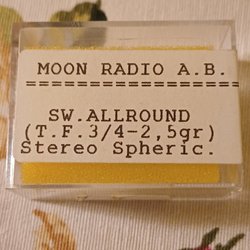 MOON RADIO A.B.
==================
SW.ALLROUND
(T.F.3/4-2,5gr)
Stereo Spheric.